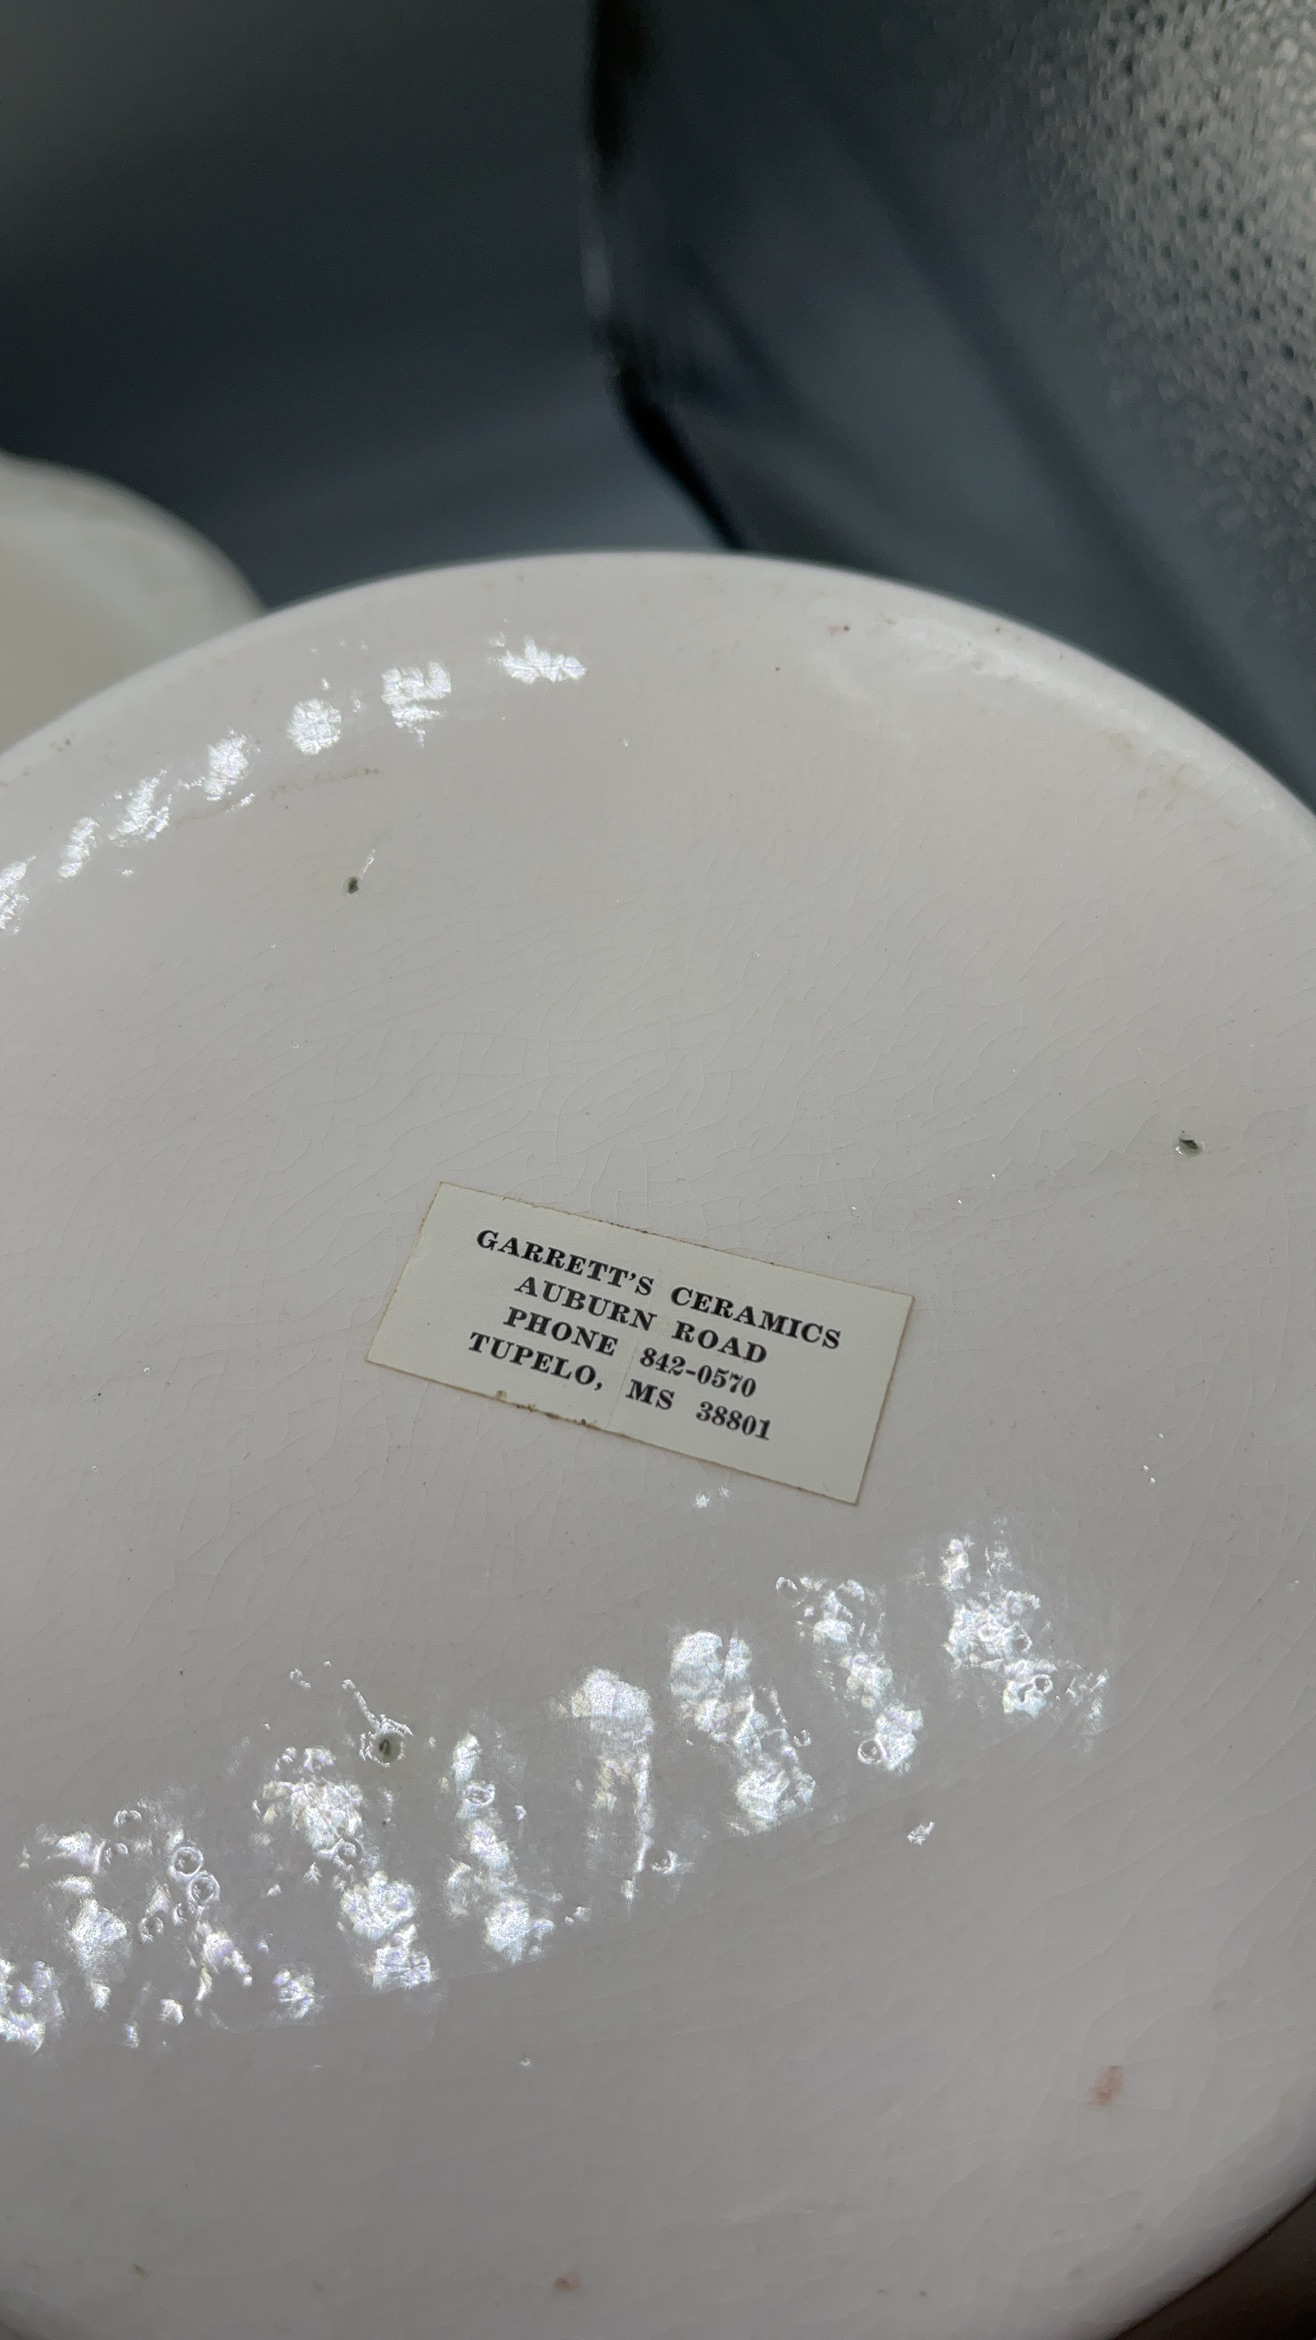 GARRETT'S CERAMICS
AUBURN ROAD
PHONE 842-0570
TUPELO, MS 38801